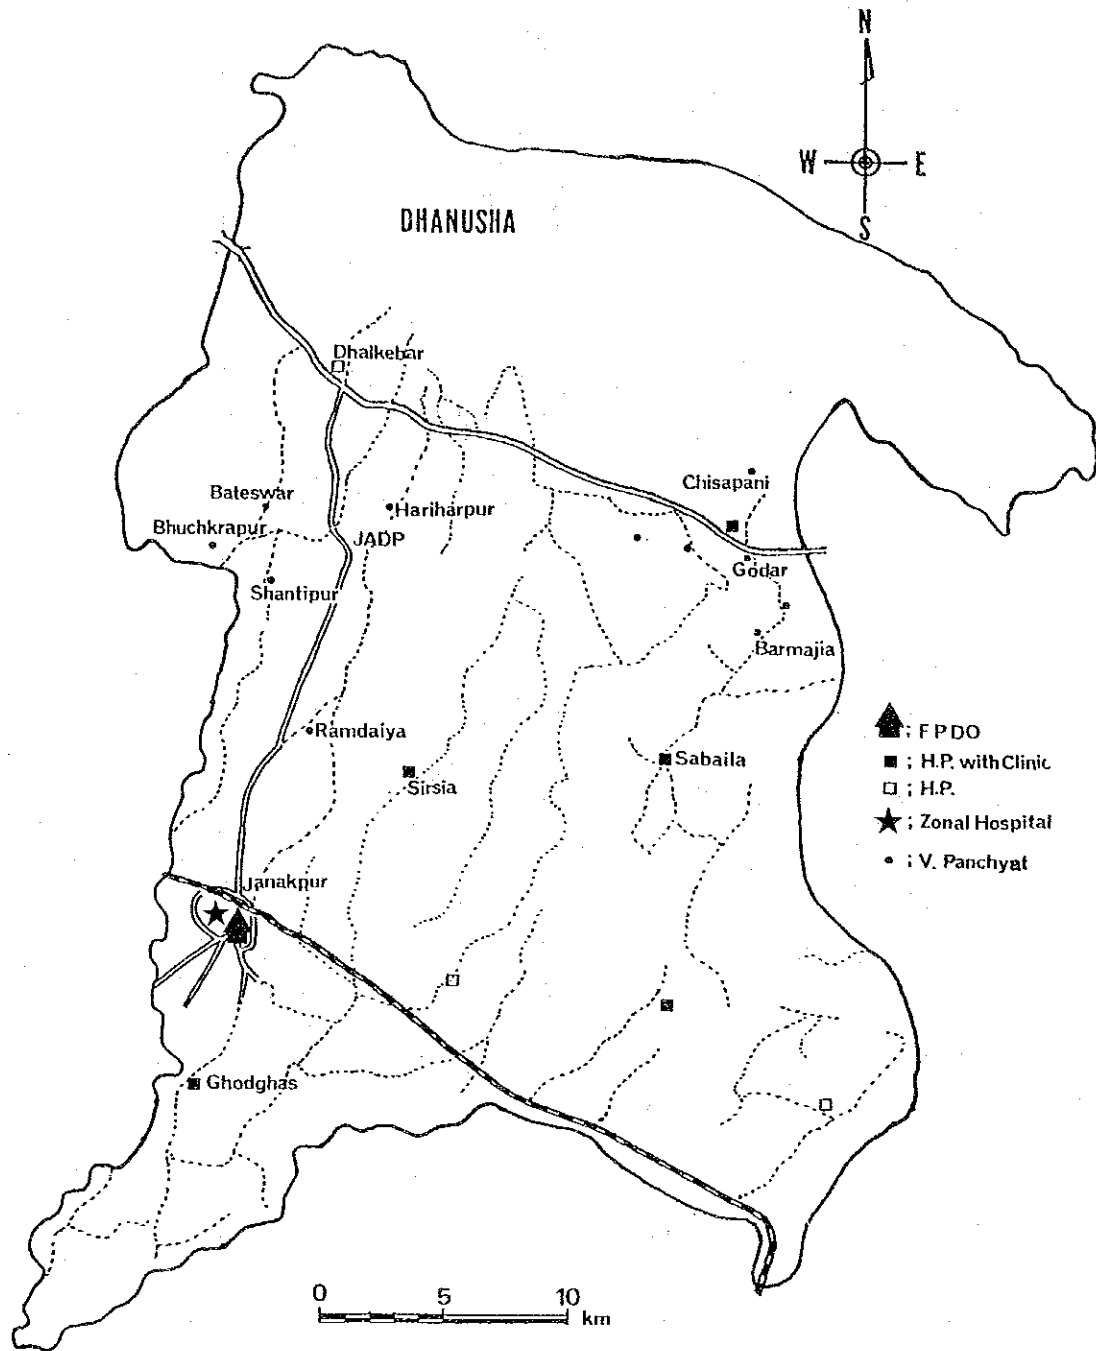 N
W E
S
DHANUSHA
Dhalkebar
Chisapani
Bateswar
Hariharpur
Bhuchkrapur
JADP
Godar
Shantipur
Barmajia
Ramdaiya
Sabaila
Sirsia
; F P D O
; H.P. with Clinic
; H.P.
; Zonal Hospital
; V. Panchyat
Janakpur
Ghodghas
0 5 10 km